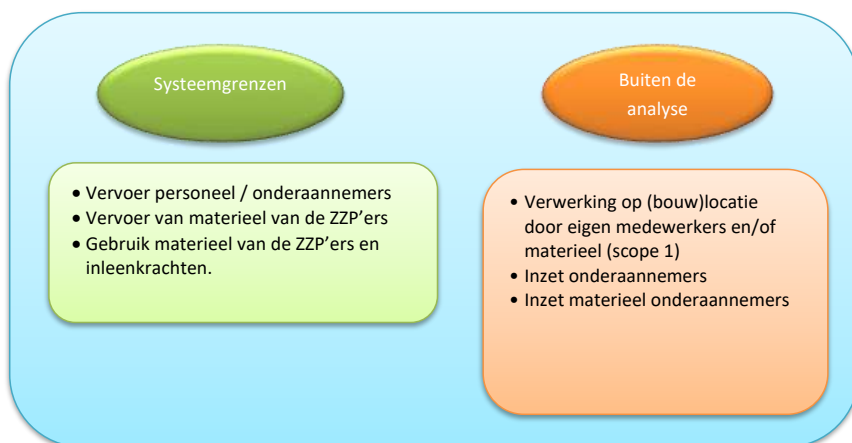 Systeemgrenzen
• Vervoer personeel / onderaannemers
• Vervoer van materieel van de ZZP’ers
• Gebruik materieel van de ZZP’ers en
inleenkrachten.
Buiten de
analyse
• Verwerking op (bouw)locatie
door eigen medewerkers en/of
materieel (scope 1)
• Inzet onderaannemers
• Inzet materieel onderaannemers